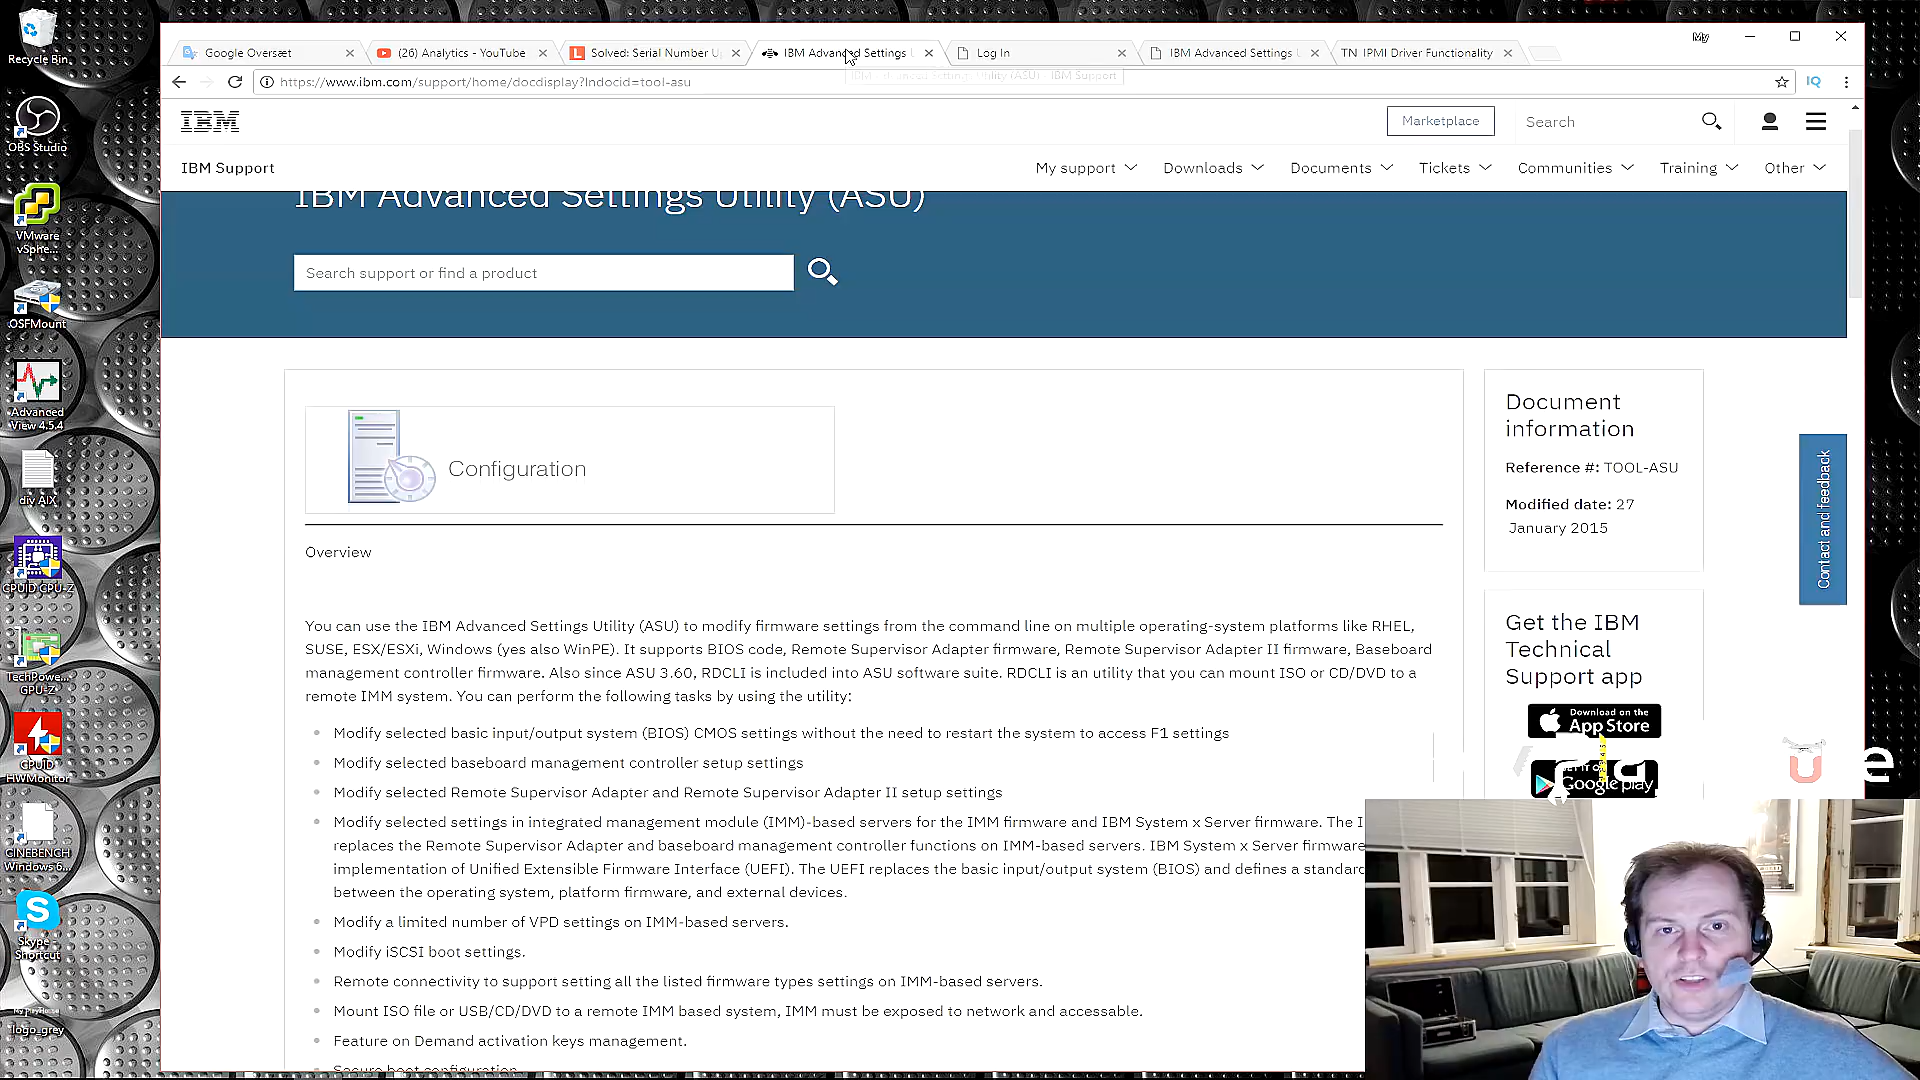 Recycle Bin
OBS Studio
VMware
vSphe...
OSFMount
Advanced
View 4.5.4
div AIX
CPUID CPU-Z
TechPowe...
GPU-Z
CPUID
HWMonitor
CINEBENCH
Windows 6...
Skype -
Shortcut
My PlayHouse
logo_grey
Google Oversæt
(26) Analytics - YouTube
Solved: Serial Number U
IBM Advanced Settings
Log In
IBM Advanced Settings
TN IPMI Driver Functionality
My
https://www.ibm.com/support/home/docdisplay?lndocid=tool-asu
IBM Advanced Settings Utility (ASU) - IBM Support
IQ
IBM
Marketplace
Search
IBM Support
My support
Downloads
Documents
Tickets
Communities
Training
Other
IBM Advanced Settings Utility (ASU)
Search support or find a product
Configuration
Overview
You can use the IBM Advanced Settings Utility (ASU) to modify firmware settings from the command line on multiple operating-system platforms like RHEL,
SUSE, ESX/ESXi, Windows (yes also WinPE). It supports BIOS code, Remote Supervisor Adapter firmware, Remote Supervisor Adapter II firmware, Baseboard
management controller firmware. Also since ASU 3.60, RDCLI is included into ASU software suite. RDCLI is an utility that you can mount ISO or CD/DVD to a
remote IMM system. You can perform the following tasks by using the utility:
Modify selected basic input/output system (BIOS) CMOS settings without the need to restart the system to access F1 settings
Modify selected baseboard management controller setup settings
Modify selected Remote Supervisor Adapter and Remote Supervisor Adapter II setup settings
Modify selected settings in integrated management module (IMM)-based servers for the IMM firmware and IBM System x Server firmware. The I
replaces the Remote Supervisor Adapter and baseboard management controller functions on IMM-based servers. IBM System x Server firmware
implementation of Unified Extensible Firmware Interface (UEFI). The UEFI replaces the basic input/output system (BIOS) and defines a standard
between the operating system, platform firmware, and external devices.
Modify a limited number of VPD settings on IMM-based servers.
Modify iSCSI boot settings.
Remote connectivity to support setting all the listed firmware types settings on IMM-based servers.
Mount ISO file or USB/CD/DVD to a remote IMM based system, IMM must be exposed to network and accessable.
Feature on Demand activation keys management.
Secure boot configuration
Document
information
Reference #: TOOL-ASU
Modified date: 27
January 2015
Get the IBM
Technical
Support app
Download on the
App Store
Google play
Contact and feedback